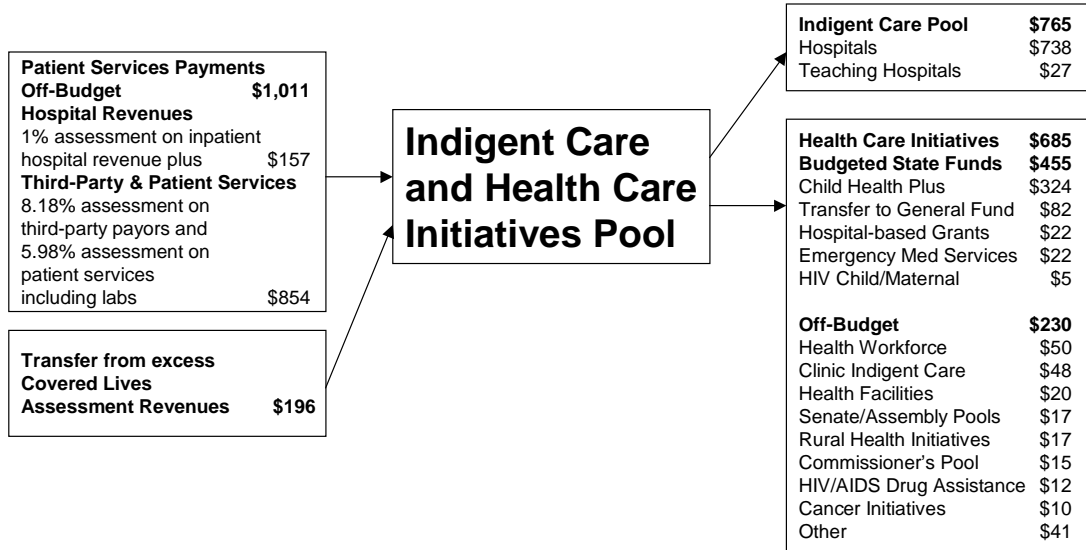 Patient Services Payments
Off-Budget $1,011
Hospital Revenues
1% assessment on inpatient
hospital revenue plus $157
Third-Party & Patient Services
8.18% assessment on
third-party payors and
5.98% assessment on
patient services
including labs $854
Transfer from excess
Covered Lives
Assessment Revenues $196
Indigent Care
and Health Care
Initiatives Pool
Indigent Care Pool $765
Hospitals $738
Teaching Hospitals $27
Health Care Initiatives $685
Budgeted State Funds $455
Child Health Plus $324
Transfer to General Fund $82
Hospital-based Grants $22
Emergency Med Services $22
HIV Child/Maternal $5
Off-Budget $230
Health Workforce $50
Clinic Indigent Care $48
Health Facilities $20
Senate/Assembly Pools $17
Rural Health Initiatives $17
Commissioner's Pool $15
HIV/AIDS Drug Assistance $12
Cancer Initiatives $10
Other $41